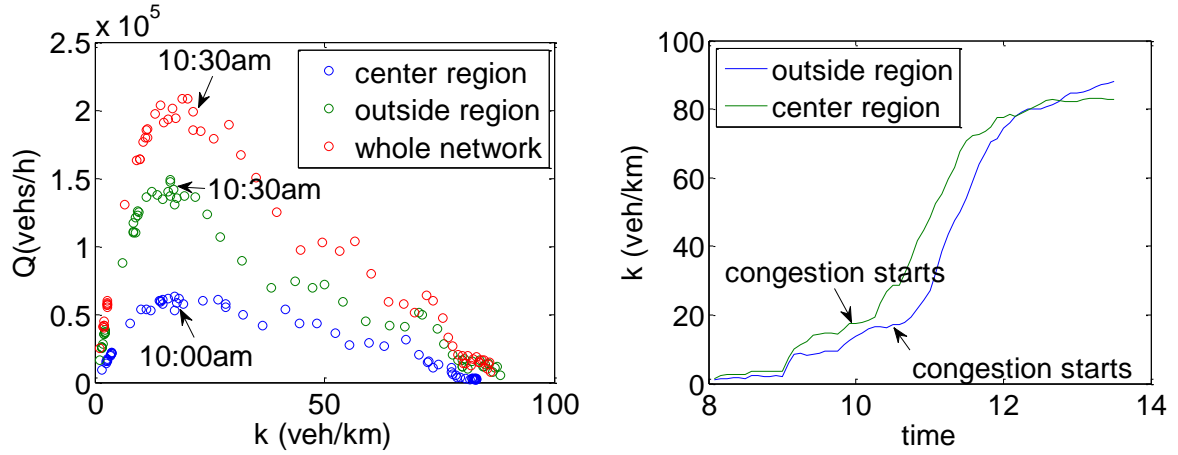 x 10^5
2.5
2
1.5
1
0.5
0
Q(vehs/h)
10:30am
10:30am
10:00am
center region
outside region
whole network
0
50
100
k (veh/km)
100
80
60
40
20
0
k (veh/km)
outside region
center region
congestion starts
congestion starts
8
10
12
14
time